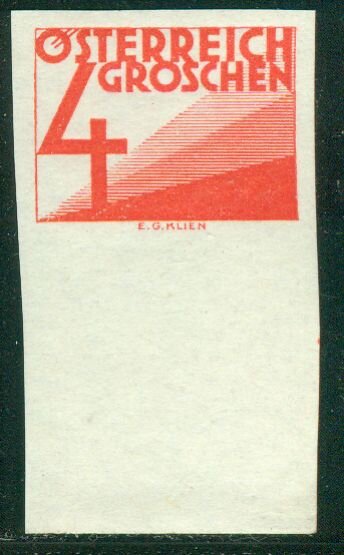 ÖSTERREICH
GROSCHEN
4
E.G.KLIEN